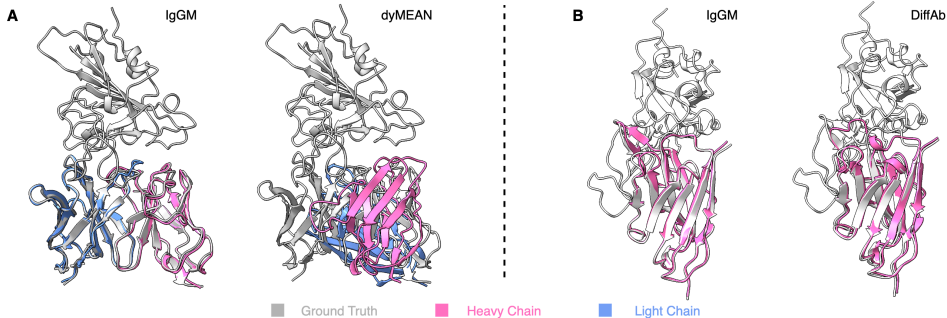 A
IgGM
dyMEAN
B
IgGM
DiffAb
Ground Truth
Heavy Chain
Light Chain